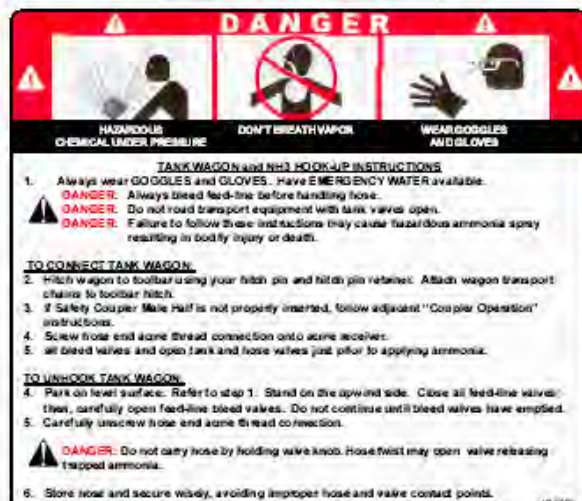 DANGER
HAZARDOUS
CHEMICAL UNDER PRESSURE
DON'T BREATH VAPOR
WEAR GOGGLES
AND GLOVES
TANK WAGON and NH3 HOOK-UP INSTRUCTIONS
1. Always wear GOGGLES and GLOVES. Have EMERGENCY WATER available.
DANGER: Always bleed feed-line before handling hose.
DANGER: Do not road transport equipment with tank valves open.
DANGER: Failure to follow these instructions may cause hazardous ammonia spray
resulting in bodily injury or death.
TO CONNECT TANK WAGON:
2. Hitch wagon to toolbar using your hitch pin and hitch pin retainer. Attach wagon transport
chains to toolbar hitch.
3. If Safety Coupler Male Half is not properly inserted, follow adjacent "Coupler Operation"
instructions.
4. Screw hose end acme thread connection onto acme receiver.
5. all bleed valves and open tank and hose valves just prior to applying ammonia.
TO UNHOOK TANK WAGON:
4. Park on level surface. Refer to step 1. Stand on the upwind side. Close all feed-line valves:
then, carefully open feed-line bleed valves. Do not continue until bleed valves have emptied.
5. Carefully unscrew hose end acme thread connection.
DANGER: Do not carry hose by holding valve knob. Hose twist may open valve releasing
trapped ammonia.
6. Store hose and secure wisely, avoiding improper hose and valve contact points.